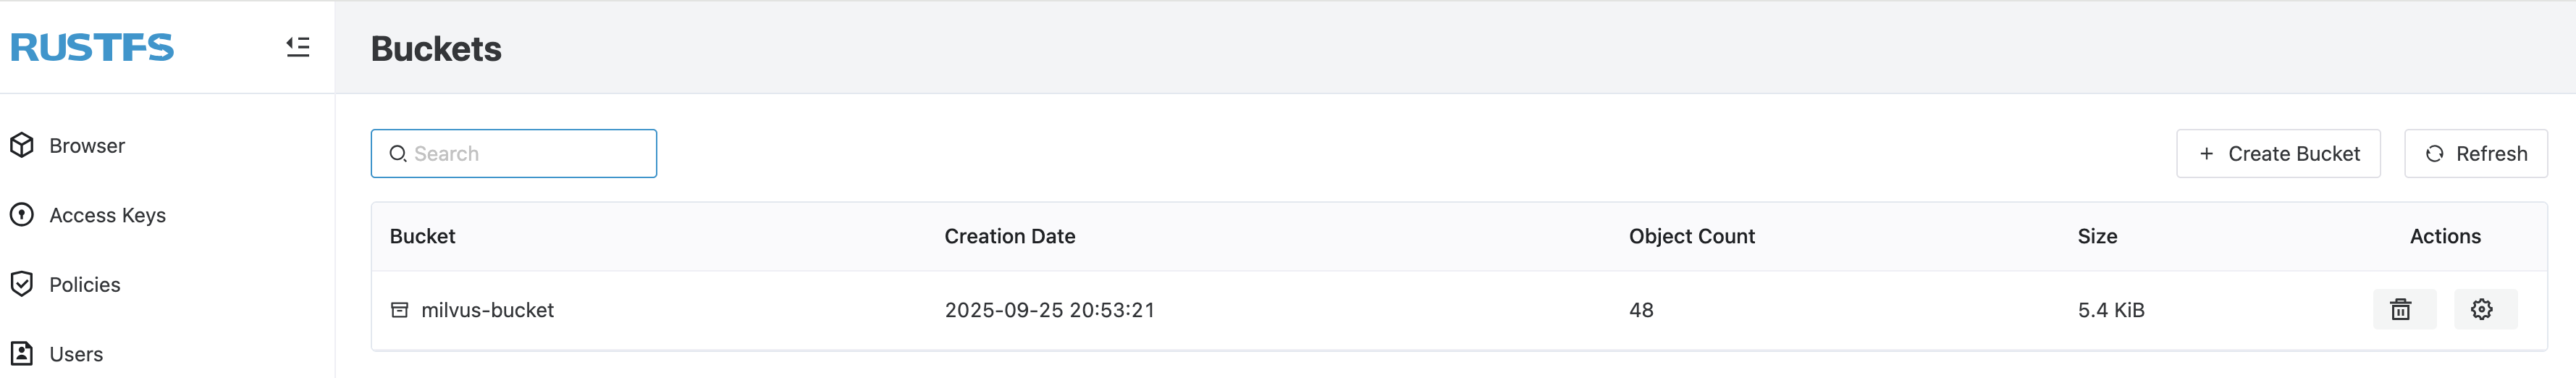 RUSTFS
Buckets
Browser
Access Keys
Policies
Users
Search
Create Bucket
Refresh
Bucket Creation Date Object Count Size Actions
milvus-bucket 2025-09-25 20:53:21 48 5.4 KiB